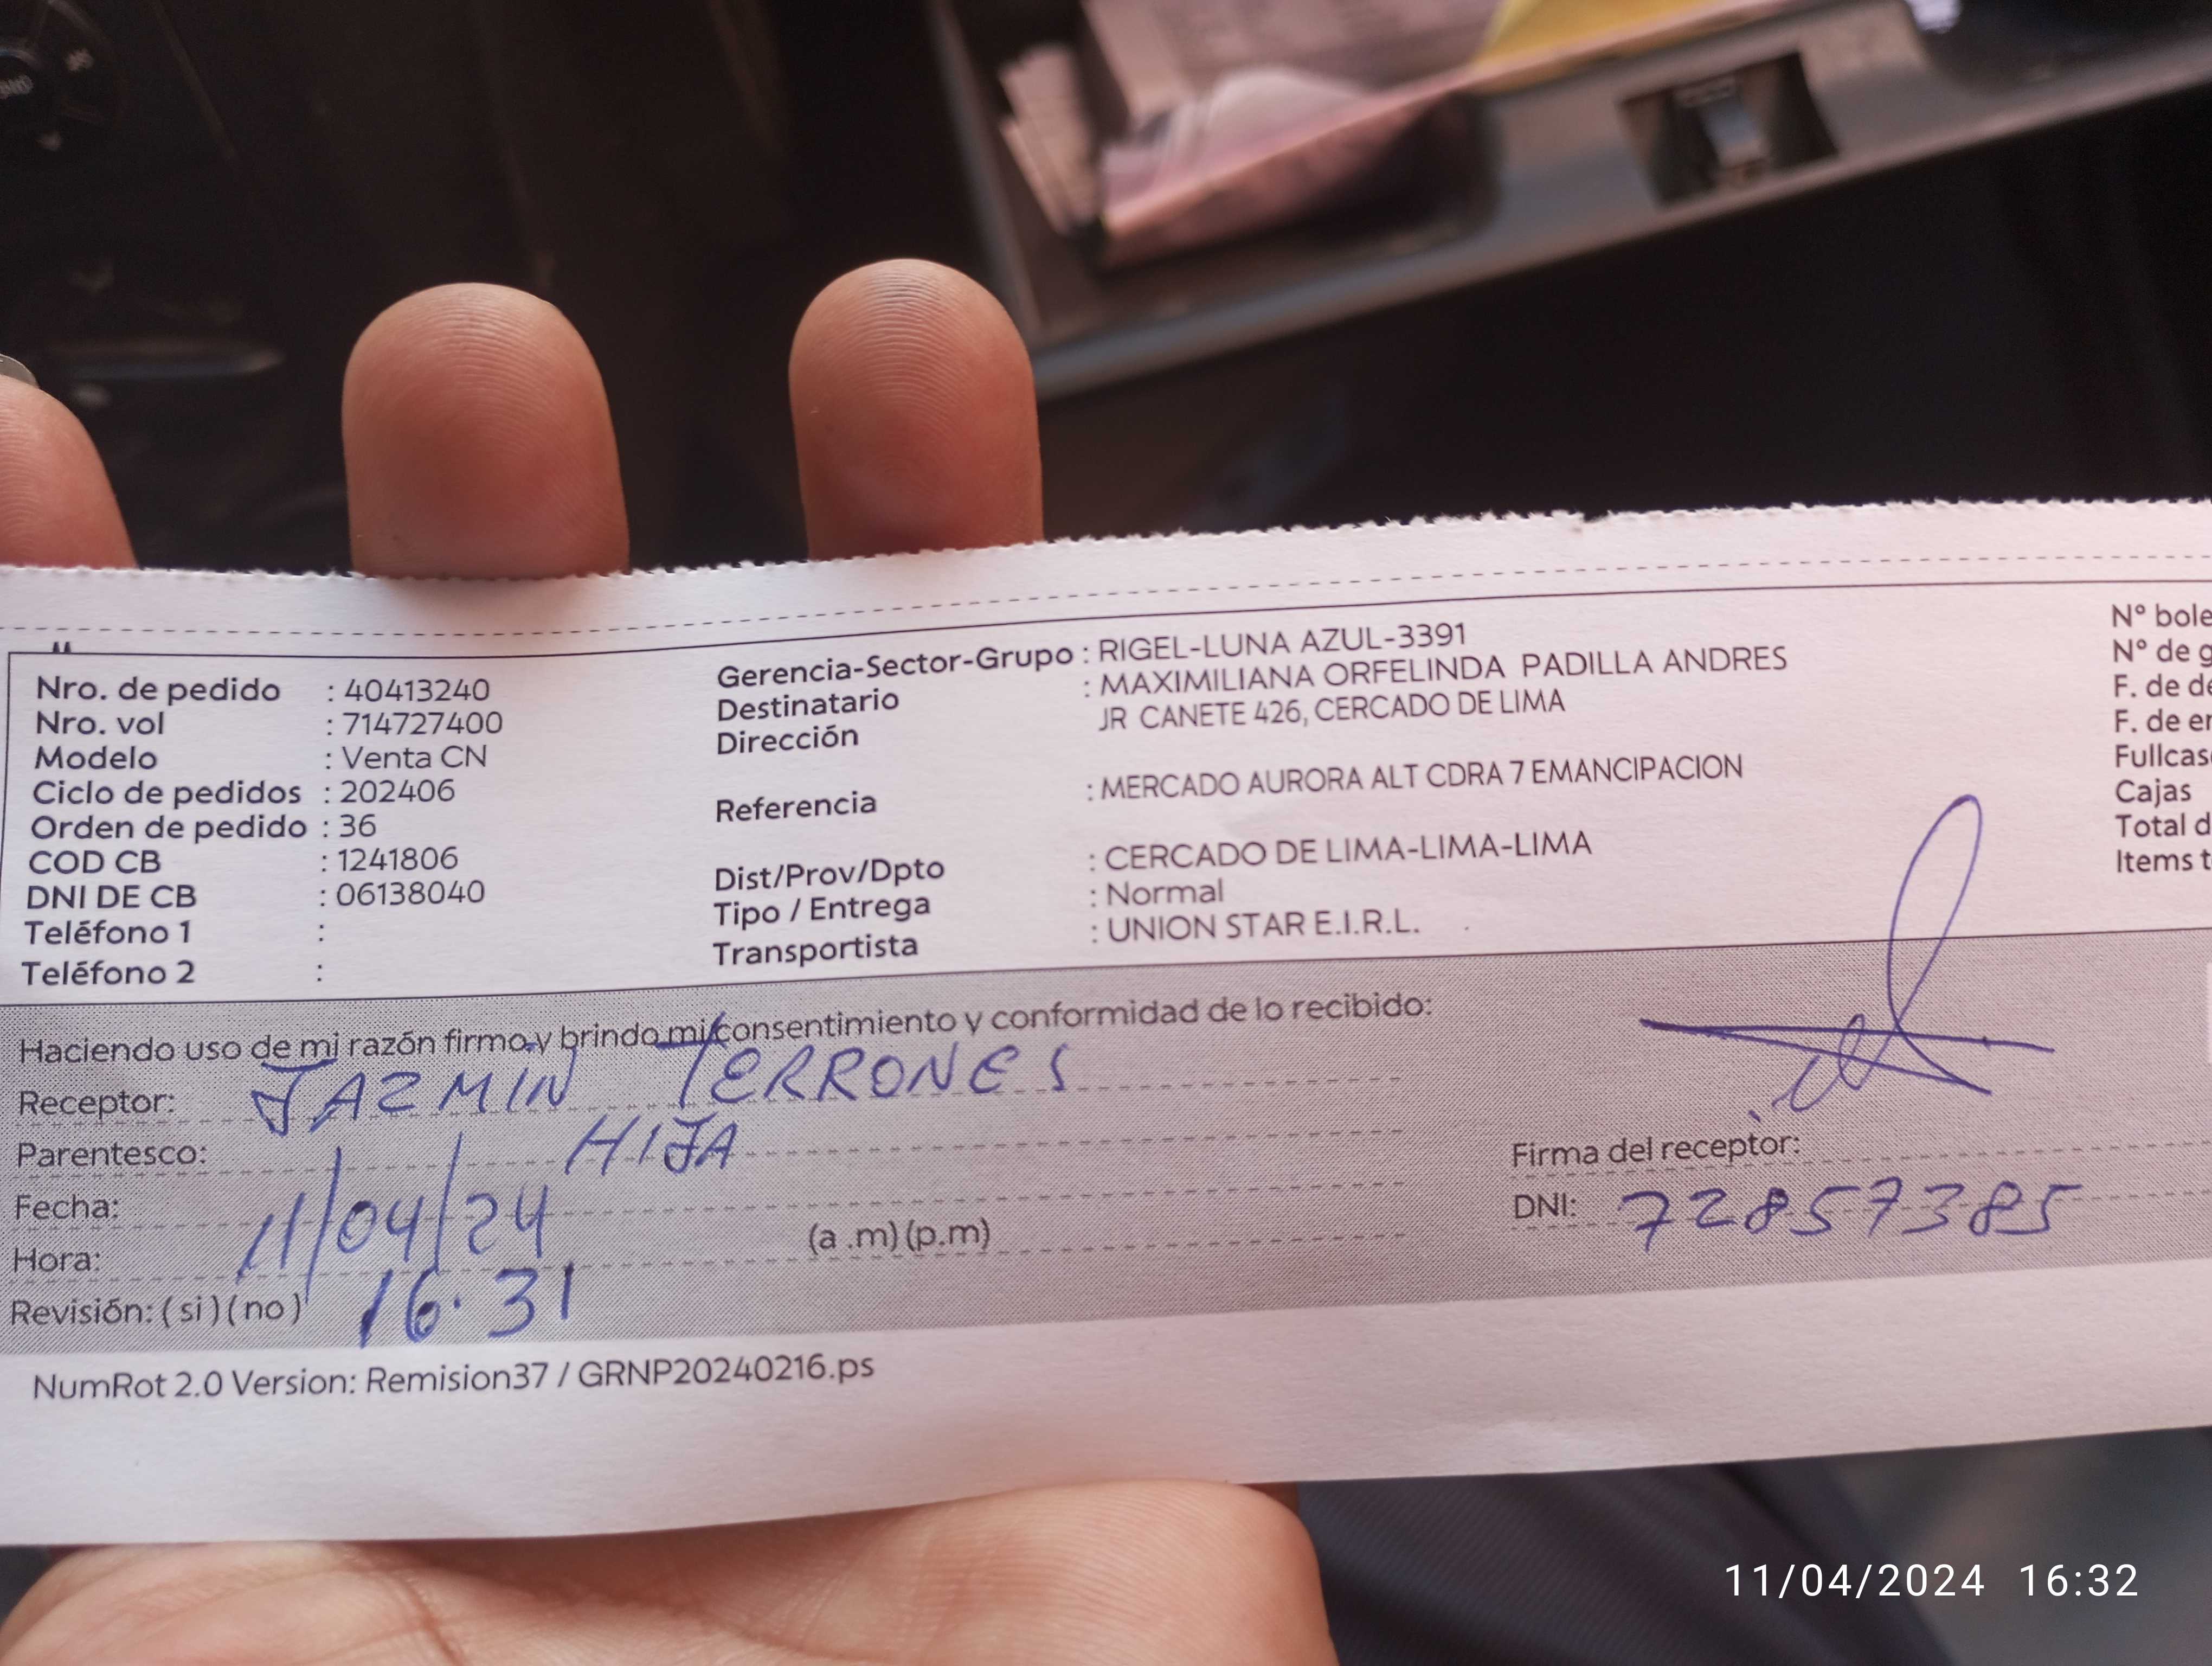 Nro. de pedido : 40413240
Nro. vol : 714727400
Modelo : Venta CN
Ciclo de pedidos : 202406
Orden de pedido : 36
COD CB : 1241806
DNI DE CB : 06138040
Teléfono 1 :
Teléfono 2 :
Gerencia-Sector-Grupo : RIGEL-LUNA AZUL-3391
Destinatario : MAXIMILIANA ORFELINDA PADILLA ANDRES
Dirección JR CANETE 426, CERCADO DE LIMA
Referencia : MERCADO AURORA ALT CDRA 7 EMANCIPACION
Dist/Prov/Dpto : CERCADO DE LIMA-LIMA-LIMA
Tipo / Entrega : Normal
Transportista : UNION STAR E.I.R.L.
N° bole
N° de g
F. de de
F. de en
Fullcas
Cajas
Total d
Items t
Haciendo uso de mi razón firmo y brindo mi consentimiento y conformidad de lo recibido:
Receptor: JAZMIN TERRONES
Parentesco: HIJA
Fecha: 11/04/24
Hora: (a .m) (p.m)
Revisión: ( si ) ( no ) 16.31
Firma del receptor:
DNI: 72857385
NumRot 2.0 Version: Remision37 / GRNP20240216.ps
11/04/2024 16:32